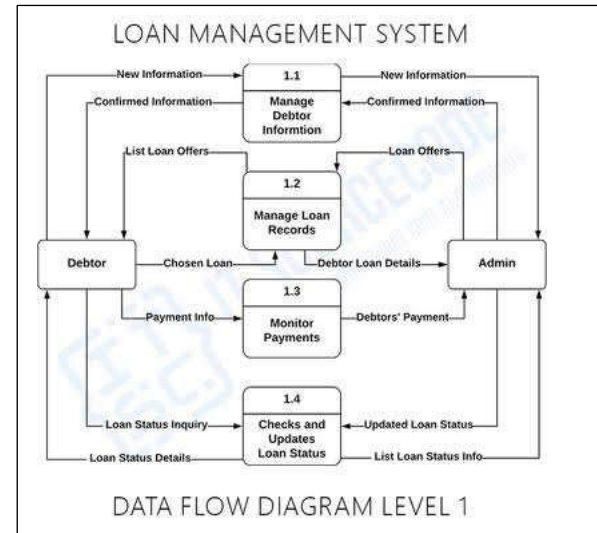 LOAN MANAGEMENT SYSTEM
New Information
1.1
New Information
Confirmed Information
Manage
Debtor
Informtion
Confirmed Information
List Loan Offers
Loan Offers
1.2
Manage Loan
Records
Debtor
Chosen Loan
Debtor Loan Details
Admin
1.3
Payment Info
Monitor
Payments
Debtors' Payment
1.4
Loan Status Inquiry
Checks and
Updates
Loan Status
Updated Loan Status
Loan Status Details
List Loan Status Info
DATA FLOW DIAGRAM LEVEL 1